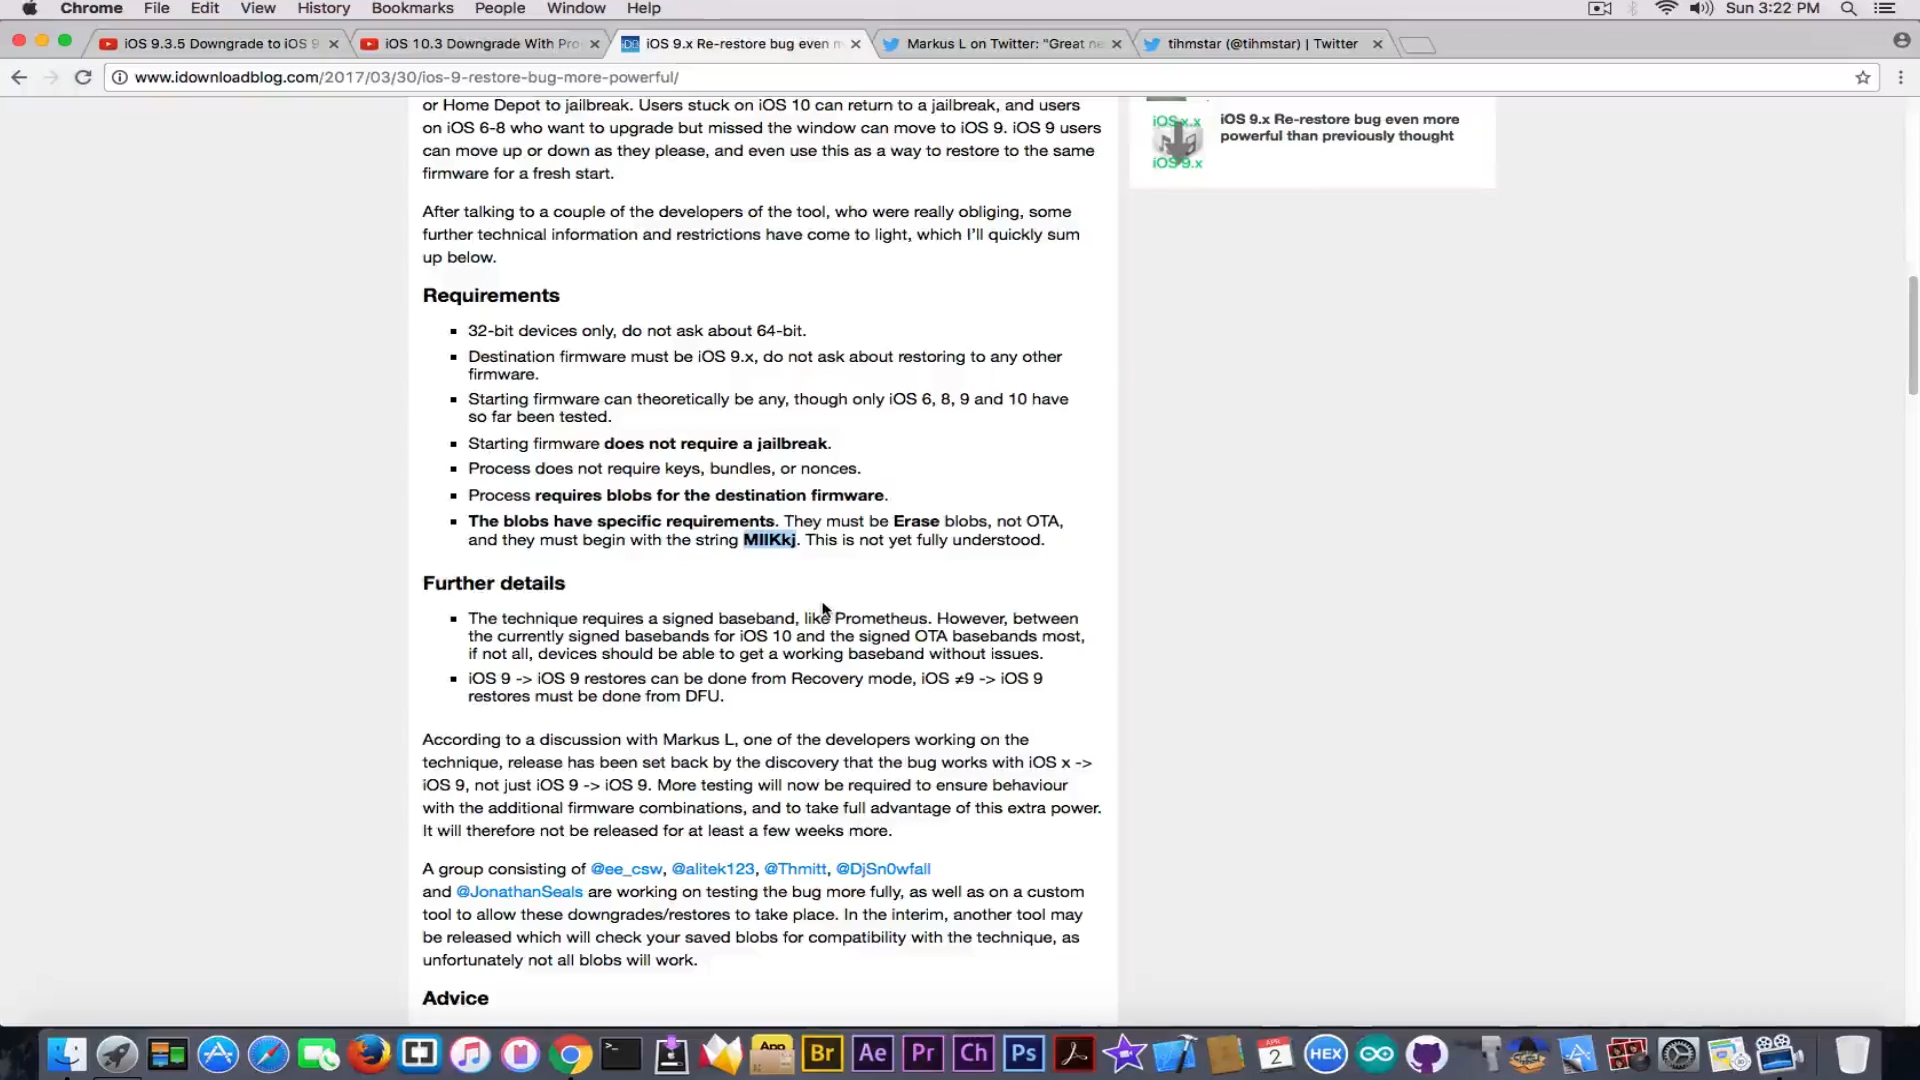 Chrome File Edit View History Bookmarks People Window Help Sun 3:22 PM
iOS 9.3.5 Downgrade to iOS 9 iOS 10.3 Downgrade With Pro iOS 9.x Re-restore bug even m Markus L on Twitter: "Great ne tihmstar (@tihmstar) | Twitter
www.idownloadblog.com/2017/03/30/ios-9-restore-bug-more-powerful/
or Home Depot to jailbreak. Users stuck on iOS 10 can return to a jailbreak, and users
on iOS 6-8 who want to upgrade but missed the window can move to iOS 9. iOS 9 users
can move up or down as they please, and even use this as a way to restore to the same
firmware for a fresh start.
After talking to a couple of the developers of the tool, who were really obliging, some
further technical information and restrictions have come to light, which I'll quickly sum
up below.
Requirements
32-bit devices only, do not ask about 64-bit.
Destination firmware must be iOS 9.x, do not ask about restoring to any other
firmware.
Starting firmware can theoretically be any, though only iOS 6, 8, 9 and 10 have
so far been tested.
Starting firmware does not require a jailbreak.
Process does not require keys, bundles, or nonces.
Process requires blobs for the destination firmware.
The blobs have specific requirements. They must be Erase blobs, not OTA,
and they must begin with the string MIIKkj. This is not yet fully understood.
Further details
The technique requires a signed baseband, like Prometheus. However, between
the currently signed basebands for iOS 10 and the signed OTA basebands most,
if not all, devices should be able to get a working baseband without issues.
iOS 9 -> iOS 9 restores can be done from Recovery mode, iOS ≠9 -> iOS 9
restores must be done from DFU.
According to a discussion with Markus L, one of the developers working on the
technique, release has been set back by the discovery that the bug works with iOS x ->
iOS 9, not just iOS 9 -> iOS 9. More testing will now be required to ensure behaviour
with the additional firmware combinations, and to take full advantage of this extra power.
It will therefore not be released for at least a few weeks more.
A group consisting of @ee_csw, @alitek123, @Thmitt, @DjSn0wfall
and @JonathanSeals are working on testing the bug more fully, as well as on a custom
tool to allow these downgrades/restores to take place. In the interim, another tool may
be released which will check your saved blobs for compatibility with the technique, as
unfortunately not all blobs will work.
Advice
iOS x.x
iOS 9.x
iOS 9.x Re-restore bug even more
powerful than previously thought
App Br Ae Pr Ch Ps APR 2 HEX